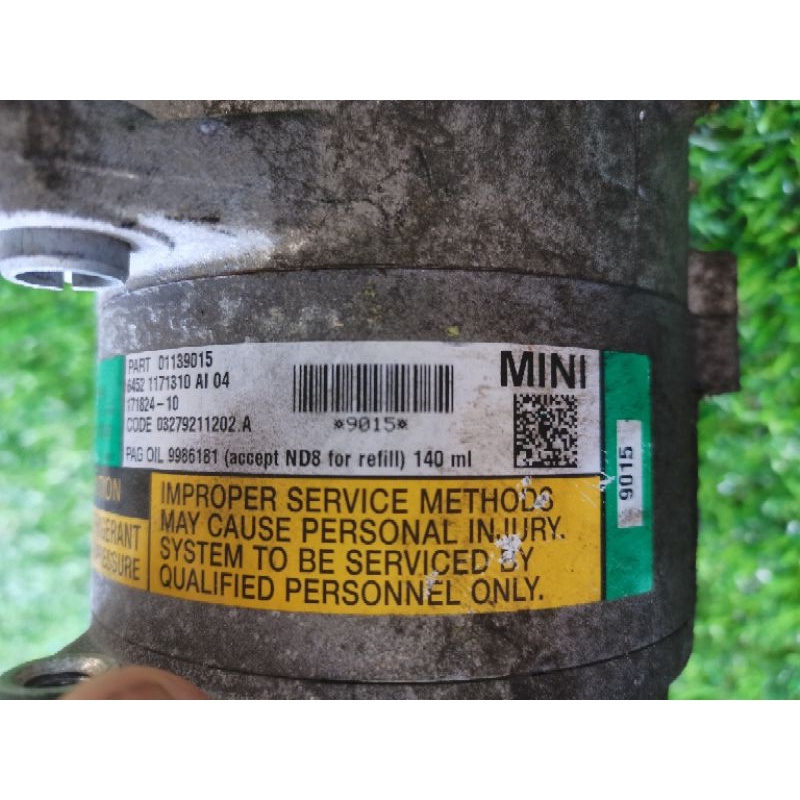 PART 01139015
6452 1171310 AI 04
171824-10
CODE 03279211202.A
*9015*
MINI
PAG OIL 9986181 (accept ND8 for refill) 140 ml
9015
IMPROPER SERVICE METHODS
MAY CAUSE PERSONAL INJURY.
SYSTEM TO BE SERVICED BY
QUALIFIED PERSONNEL ONLY.